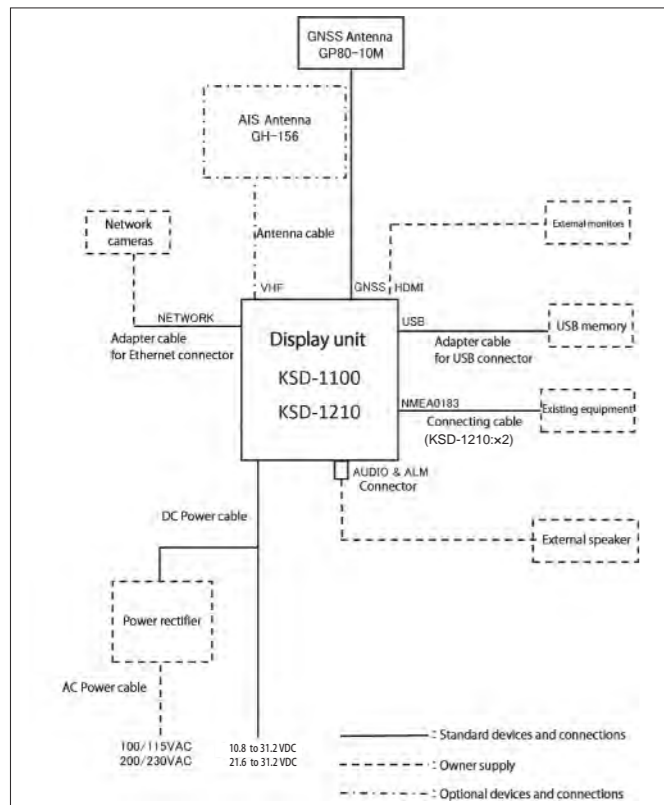 GNSS Antenna
GP80-10M
AIS Antenna
GH-156
Network
cameras
Antenna cable
External monitors
VHF
GNSS
HDMI
NETWORK
Adapter cable
for Ethernet connector
Display unit
KSD-1100
KSD-1210
USB
Adapter cable
for USB connector
USB memory
NMEA0183
Connecting cable
(KSD-1210:×2)
Existing equipment
AUDIO & ALM
Connector
DC Power cable
External speaker
Power rectifier
AC Power cable
100/115VAC
200/230VAC
10.8 to 31.2 VDC
21.6 to 31.2 VDC
: Standard devices and connections
: Owner supply
: Optional devices and connections